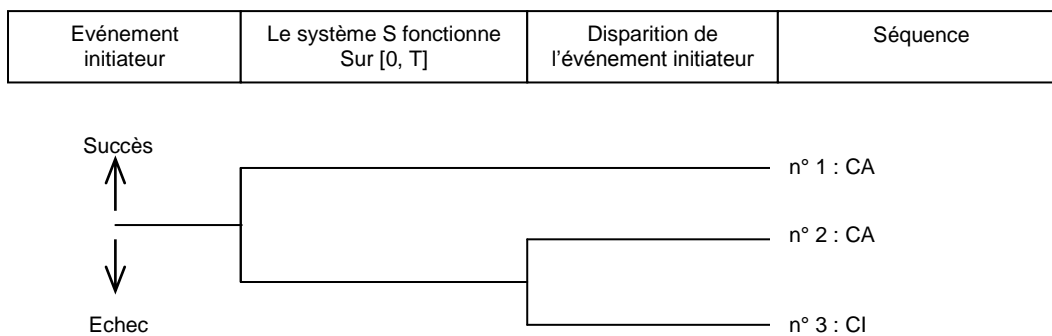 Evénement
initiateur
Le système S fonctionne
Sur [0, T]
Disparition de
l'événement initiateur
Séquence
Succès
n° 1 : CA
n° 2 : CA
Echec
n° 3 : CI